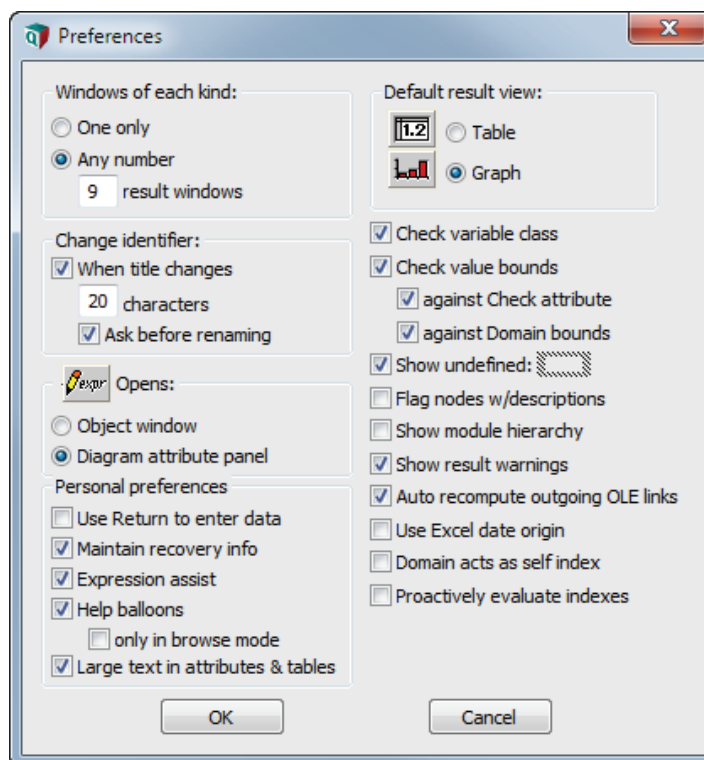 Preferences
Windows of each kind:
One only
Any number
9 result windows
Change identifier:
When title changes
20 characters
Ask before renaming
expr Opens:
Object window
Diagram attribute panel
Personal preferences
Use Return to enter data
Maintain recovery info
Expression assist
Help balloons
only in browse mode
Large text in attributes & tables
Default result view:
1.2 Table
Graph
Check variable class
Check value bounds
against Check attribute
against Domain bounds
Show undefined:
Flag nodes w/descriptions
Show module hierarchy
Show result warnings
Auto recompute outgoing OLE links
Use Excel date origin
Domain acts as self index
Proactively evaluate indexes
OK
Cancel